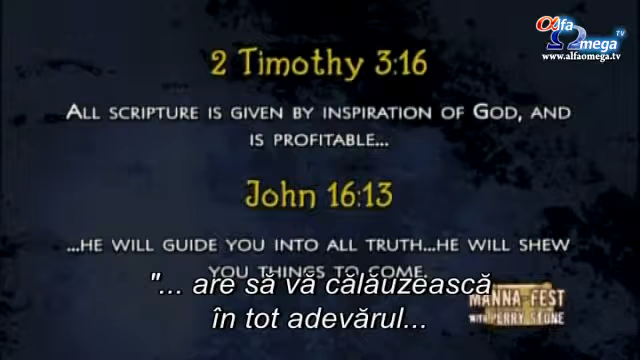 αlfa
Ωmega TV
www.alfaomega.tv
2 Timothy 3:16
ALL SCRIPTURE IS GIVEN BY INSPIRATION OF GOD, AND
IS PROFITABLE...
John 16:13
...HE WILL GUIDE YOU INTO ALL TRUTH...HE WILL SHEW
YOU THINGS TO COME.
"... are să vă călăuzească
în tot adevărul...
MANNA-FEST
WITH PERRY STONE